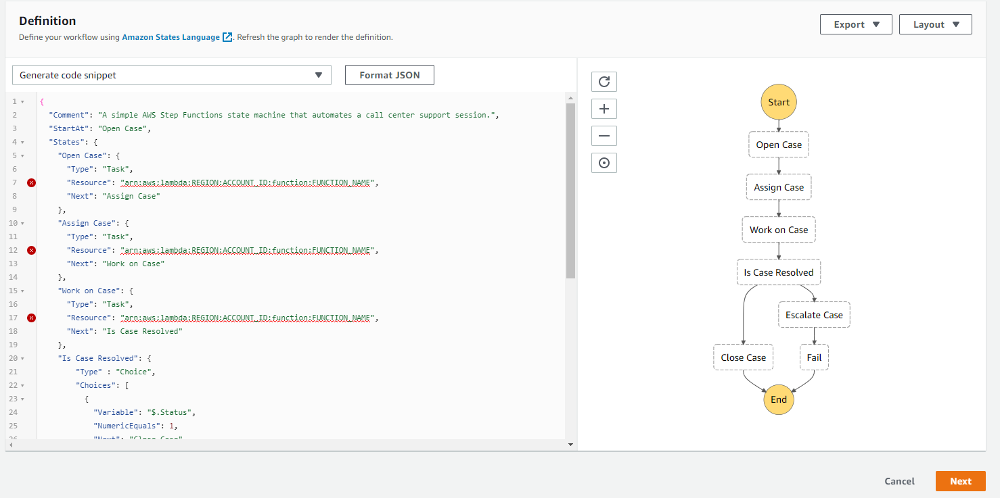 Definition
Define your workflow using Amazon States Language. Refresh the graph to render the definition.
Export
Layout
Generate code snippet
Format JSON
1 {
2 "Comment": "A simple AWS Step Functions state machine that automates a call center support session.",
3 "StartAt": "Open Case",
4 "States": {
5 "Open Case": {
6 "Type": "Task",
7 "Resource": "arn:aws:lambda:REGION:ACCOUNT_ID:function:FUNCTION_NAME",
8 "Next": "Assign Case"
9 },
10 "Assign Case": {
11 "Type": "Task",
12 "Resource": "arn:aws:lambda:REGION:ACCOUNT_ID:function:FUNCTION_NAME",
13 "Next": "Work on Case"
14 },
15 "Work on Case": {
16 "Type": "Task",
17 "Resource": "arn:aws:lambda:REGION:ACCOUNT_ID:function:FUNCTION_NAME",
18 "Next": "Is Case Resolved"
19 },
20 "Is Case Resolved": {
21 "Type" : "Choice",
22 "Choices": [
23 {
24 "Variable": "$.Status",
25 "NumericEquals": 1,
26 "Next": "Close Case"
Start
Open Case
Assign Case
Work on Case
Is Case Resolved
Escalate Case
Close Case
Fail
End
Cancel
Next